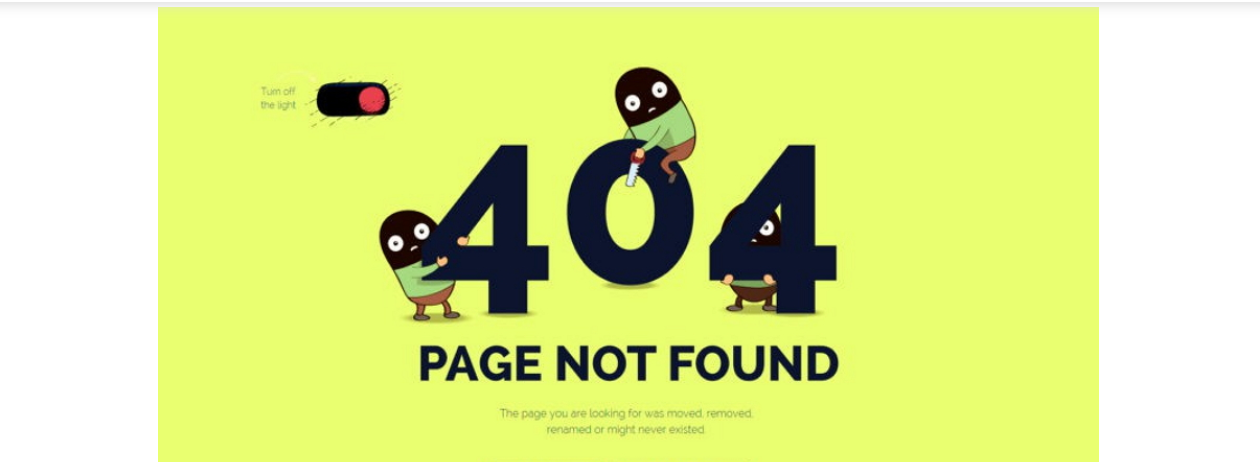 Turn off
the light
404
PAGE NOT FOUND
The page you are looking for was moved, removed,
renamed or might never existed.